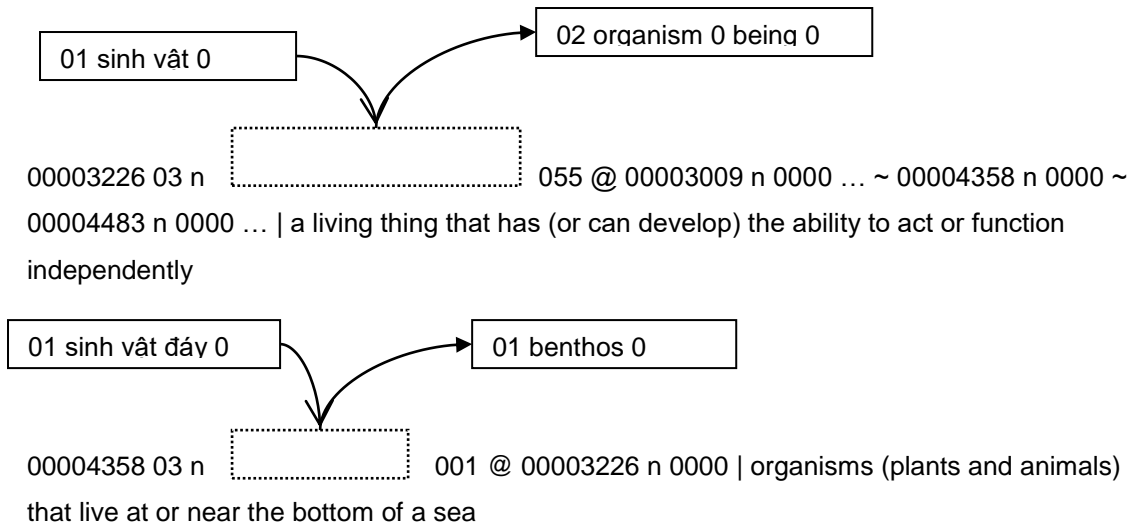 02 organism 0 being 0
01 sinh vật 0
00003226 03 n 055 @ 00003009 n 0000 … ~ 00004358 n 0000 ~
00004483 n 0000 … | a living thing that has (or can develop) the ability to act or function
independently
01 sinh vật đáy 0 01 benthos 0
00004358 03 n 001 @ 00003226 n 0000 | organisms (plants and animals)
that live at or near the bottom of a sea